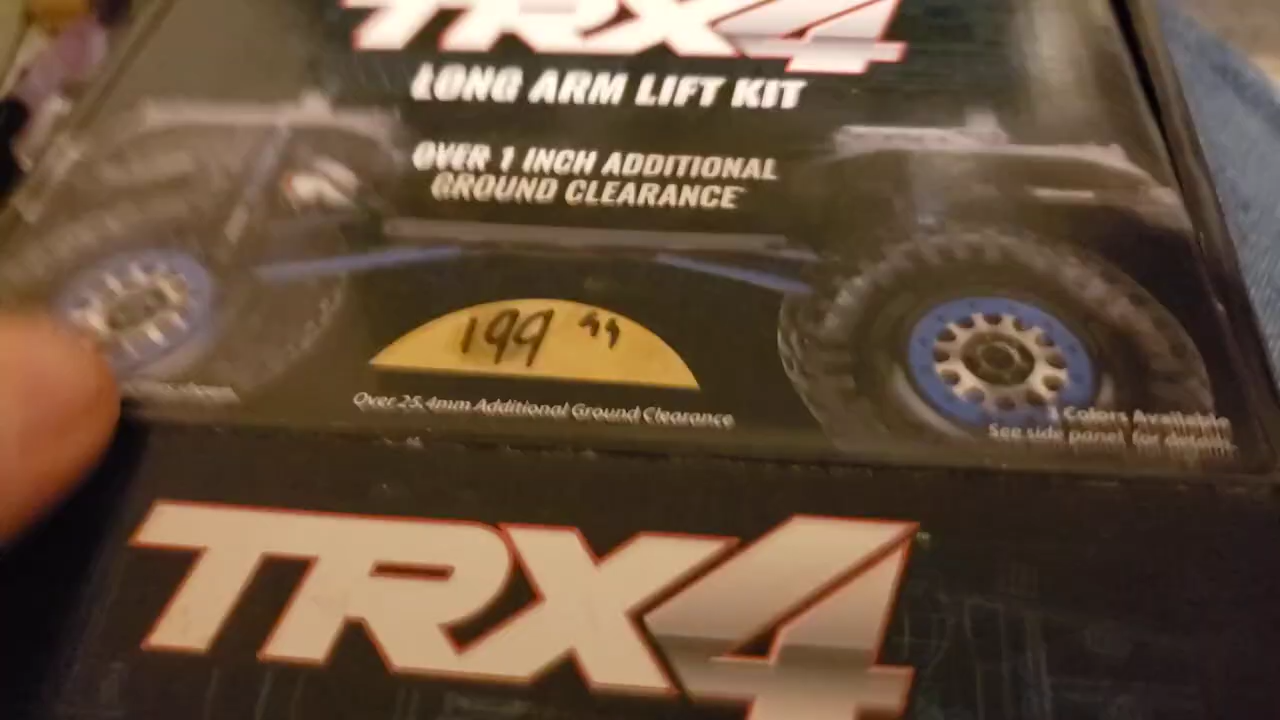 TRX4
LONG ARM LIFT KIT
OVER 1 INCH ADDITIONAL
GROUND CLEARANCE
199 99
Over 25.4mm Additional Ground Clearance
Colors Available
See side panel for details.
TRX4